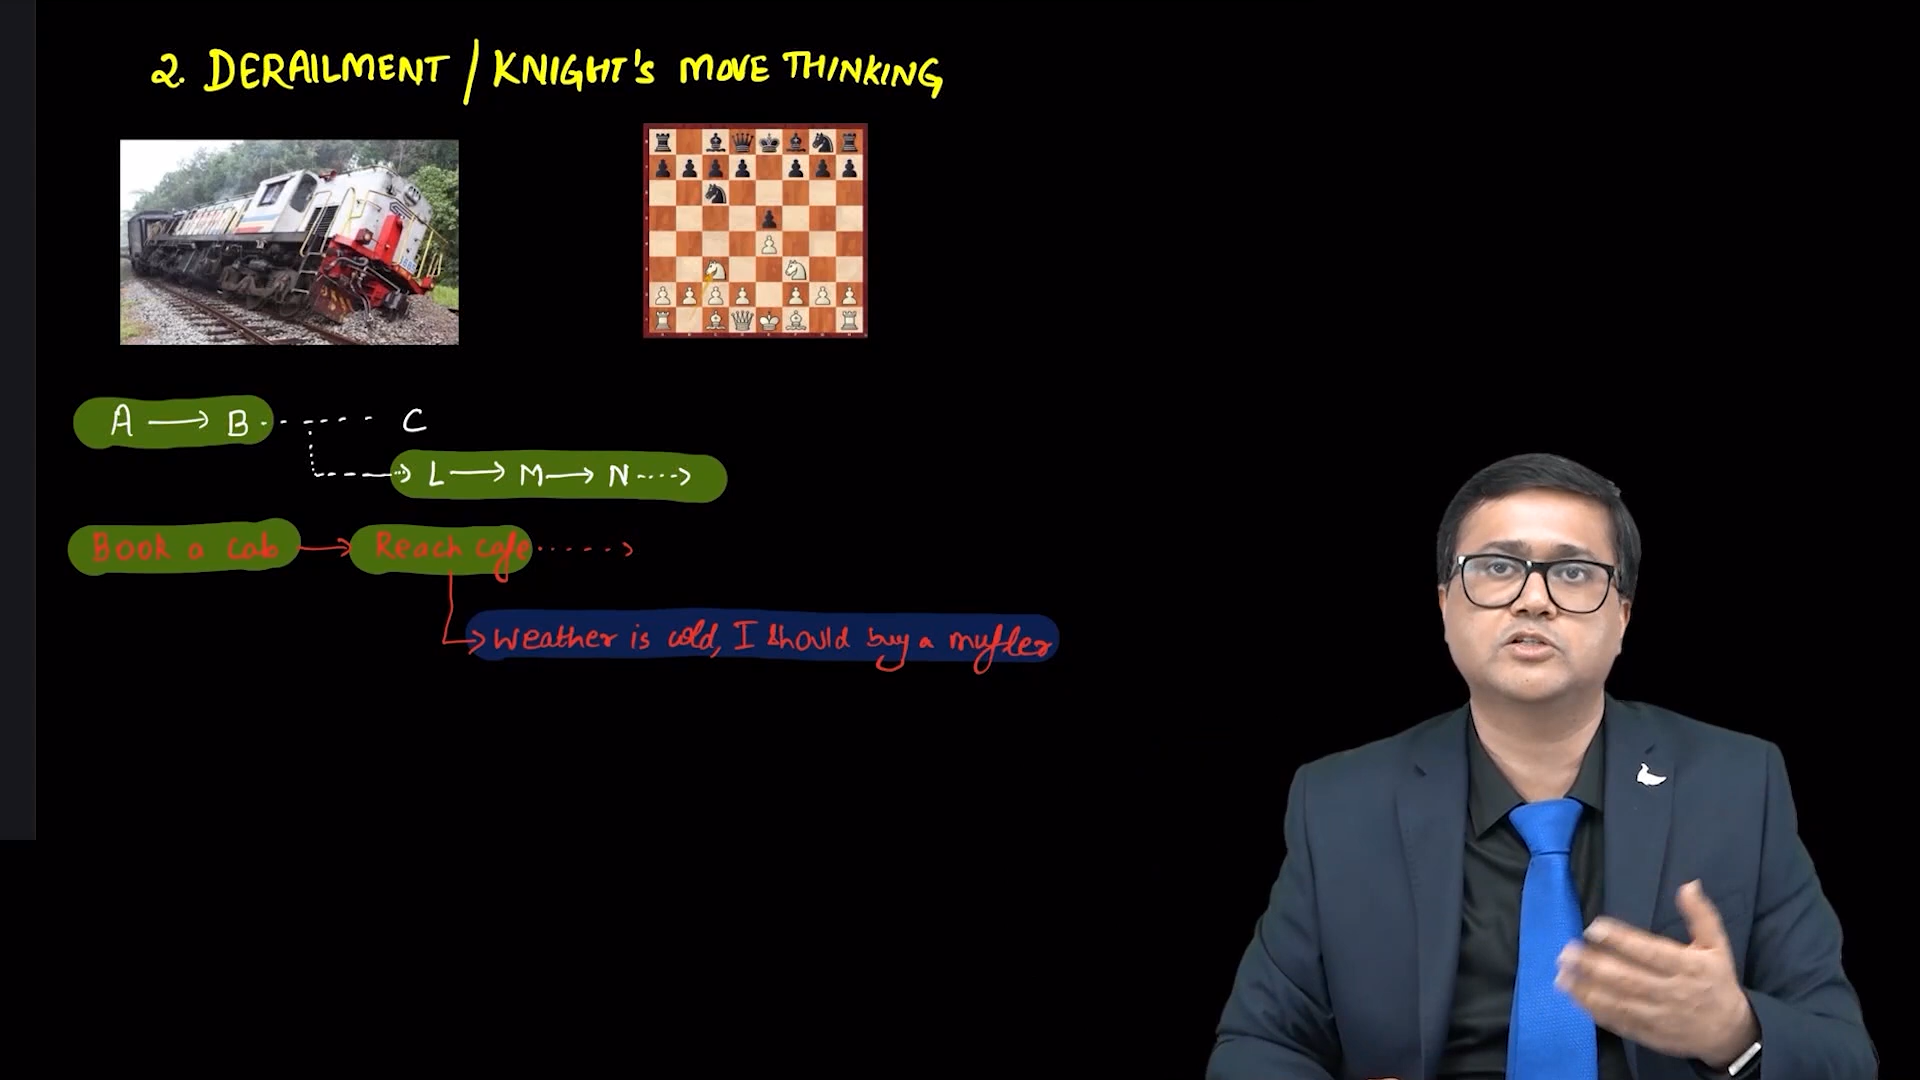 2. DERAILMENT / KNIGHT'S MOVE THINKING
A → B ---- C
L → M → N ---->
Book a cab → Reach cafe ----->
Weather is cold, I should buy a muffler